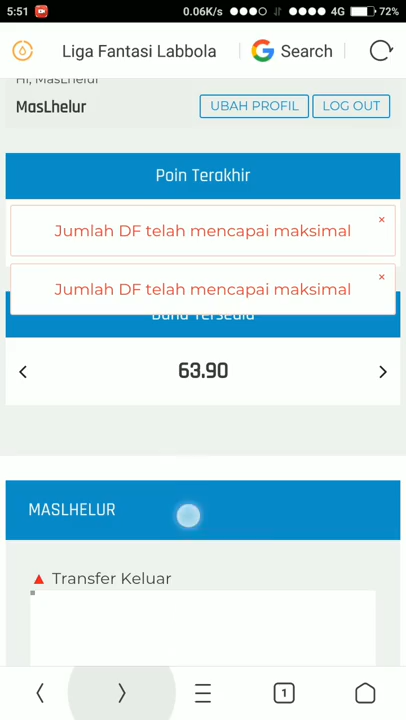 5:51 0.06K/s 4G 72%
Liga Fantasi Labbola Search
Hi, MasLhelur
MasLhelur UBAH PROFIL LOG OUT
Poin Terakhir
Jumlah DF telah mencapai maksimal ×
Jumlah DF telah mencapai maksimal ×
Dana Tersedia
63.90
MASLHELUR
Transfer Keluar
1